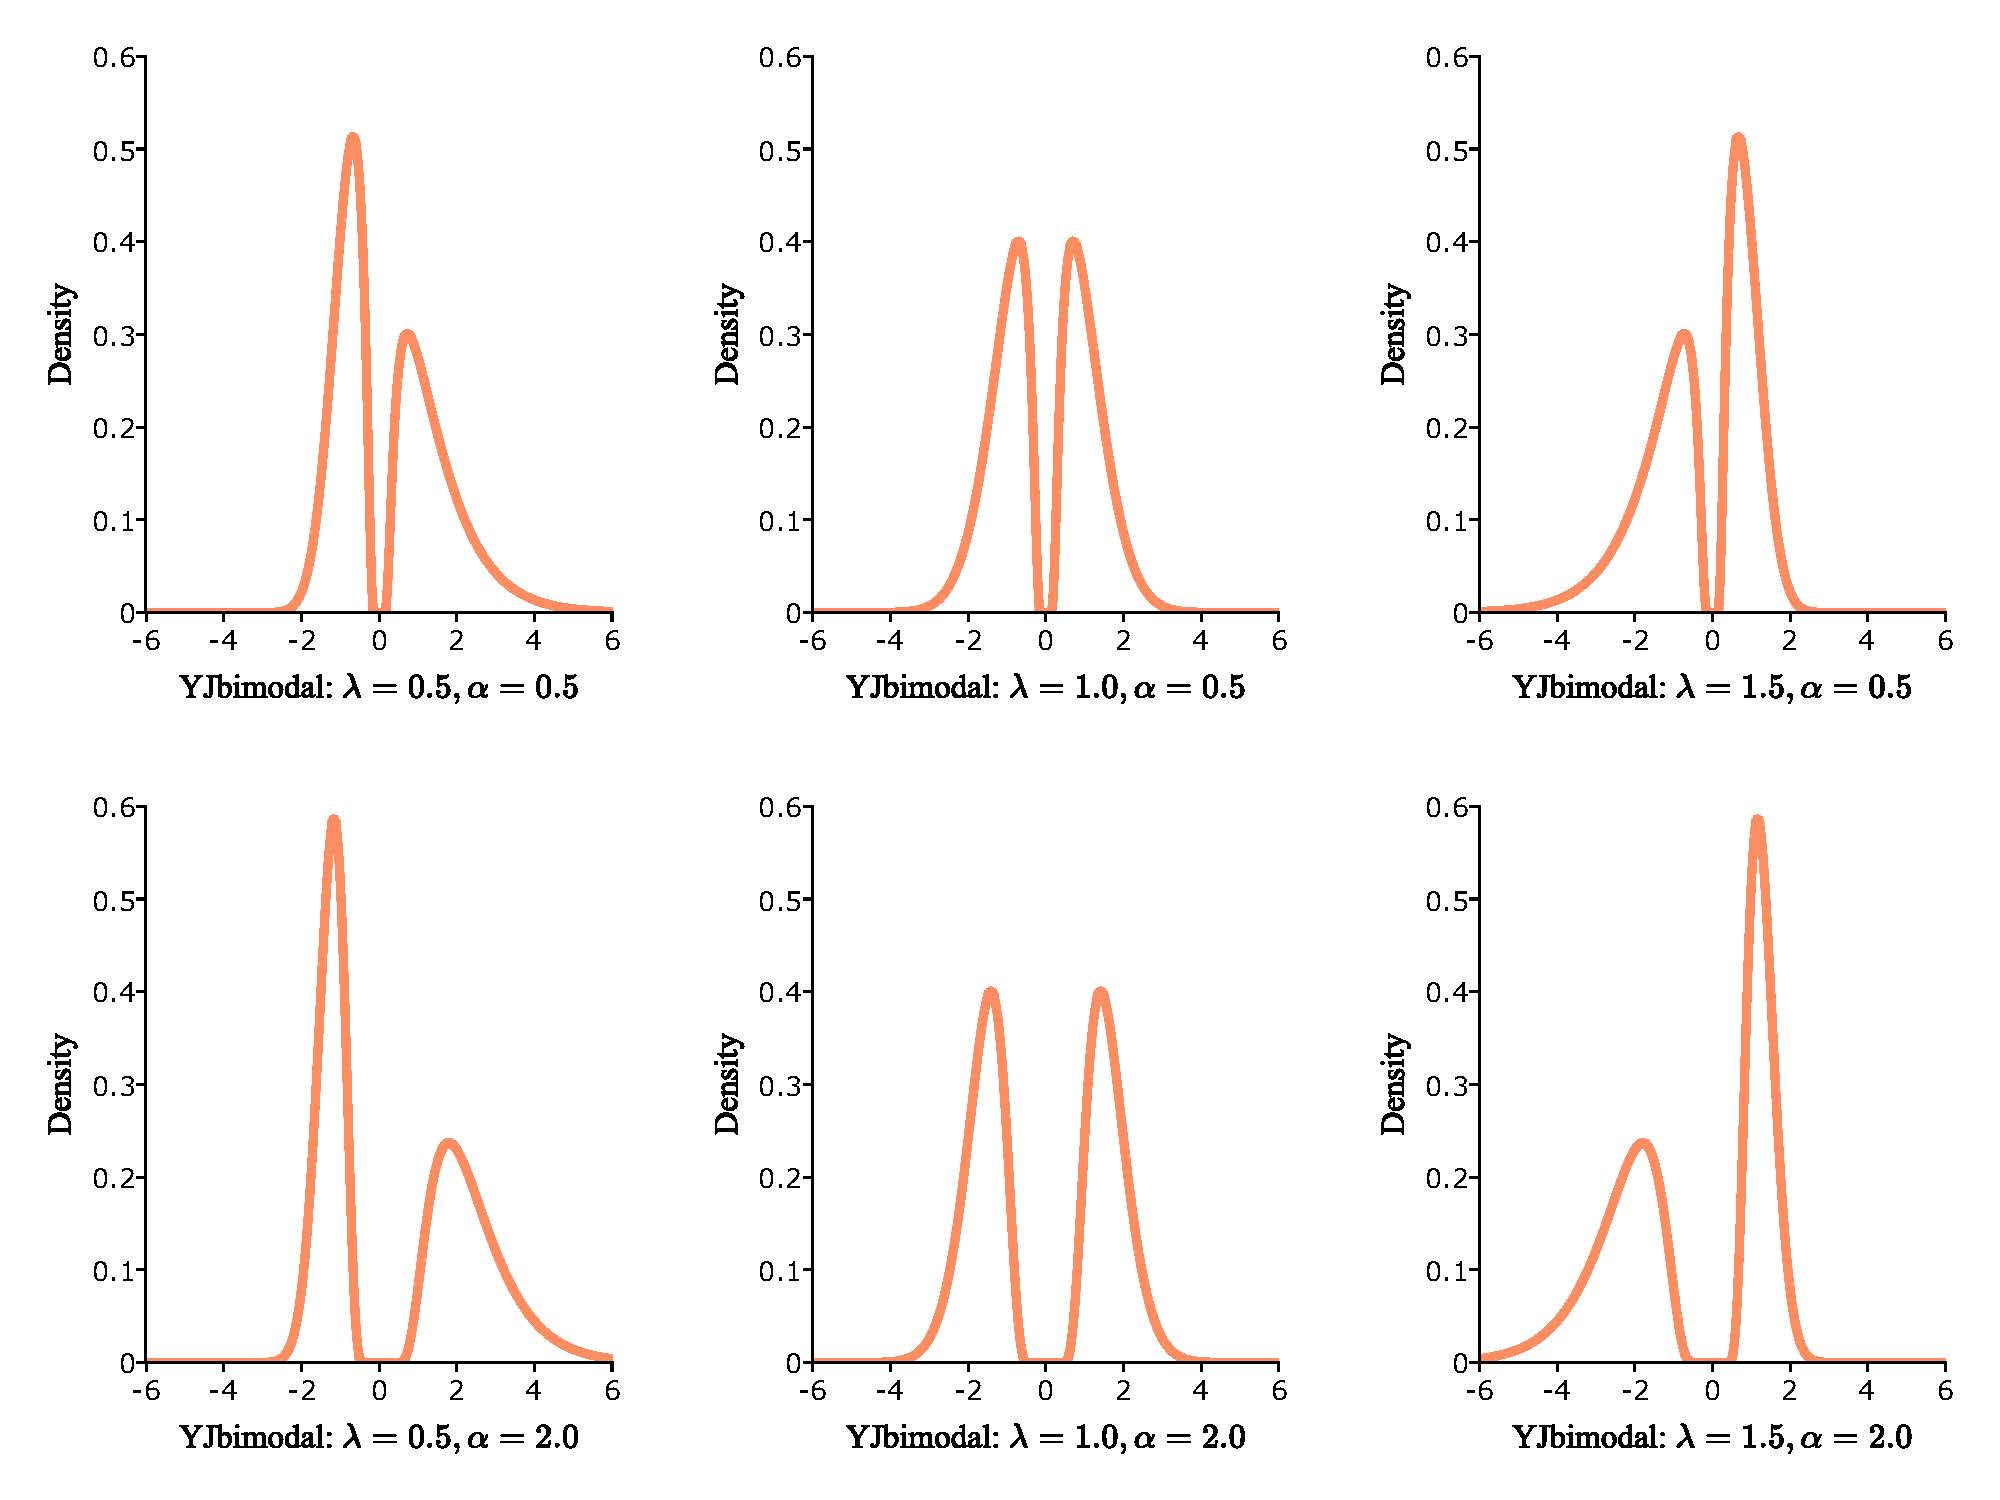 0.6
0.5
0.4
0.3
0.2
0.1
0
Density
-6 -4 -2 0 2 4 6
YJbimodal: λ = 0.5, α = 0.5
0.6
0.5
0.4
0.3
0.2
0.1
0
Density
-6 -4 -2 0 2 4 6
YJbimodal: λ = 1.0, α = 0.5
0.6
0.5
0.4
0.3
0.2
0.1
0
Density
-6 -4 -2 0 2 4 6
YJbimodal: λ = 1.5, α = 0.5
0.6
0.5
0.4
0.3
0.2
0.1
0
Density
-6 -4 -2 0 2 4 6
YJbimodal: λ = 0.5, α = 2.0
0.6
0.5
0.4
0.3
0.2
0.1
0
Density
-6 -4 -2 0 2 4 6
YJbimodal: λ = 1.0, α = 2.0
0.6
0.5
0.4
0.3
0.2
0.1
0
Density
-6 -4 -2 0 2 4 6
YJbimodal: λ = 1.5, α = 2.0